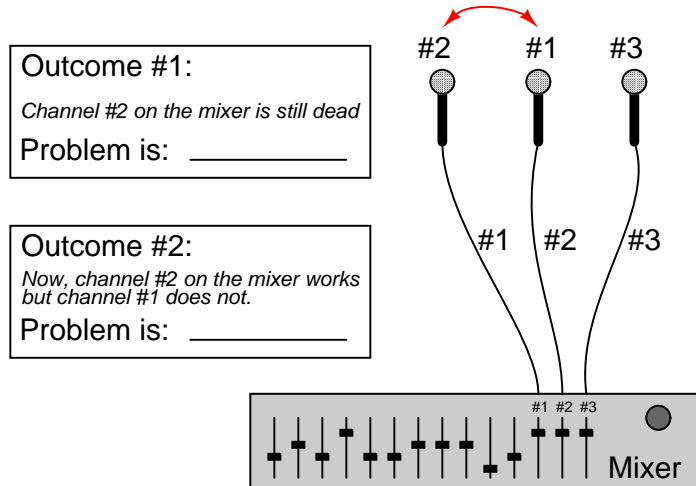 #2 #1 #3
Outcome #1:
Channel #2 on the mixer is still dead
Problem is:
#1 #2 #3
Outcome #2:
Now, channel #2 on the mixer works
but channel #1 does not.
Problem is:
#1 #2 #3
Mixer